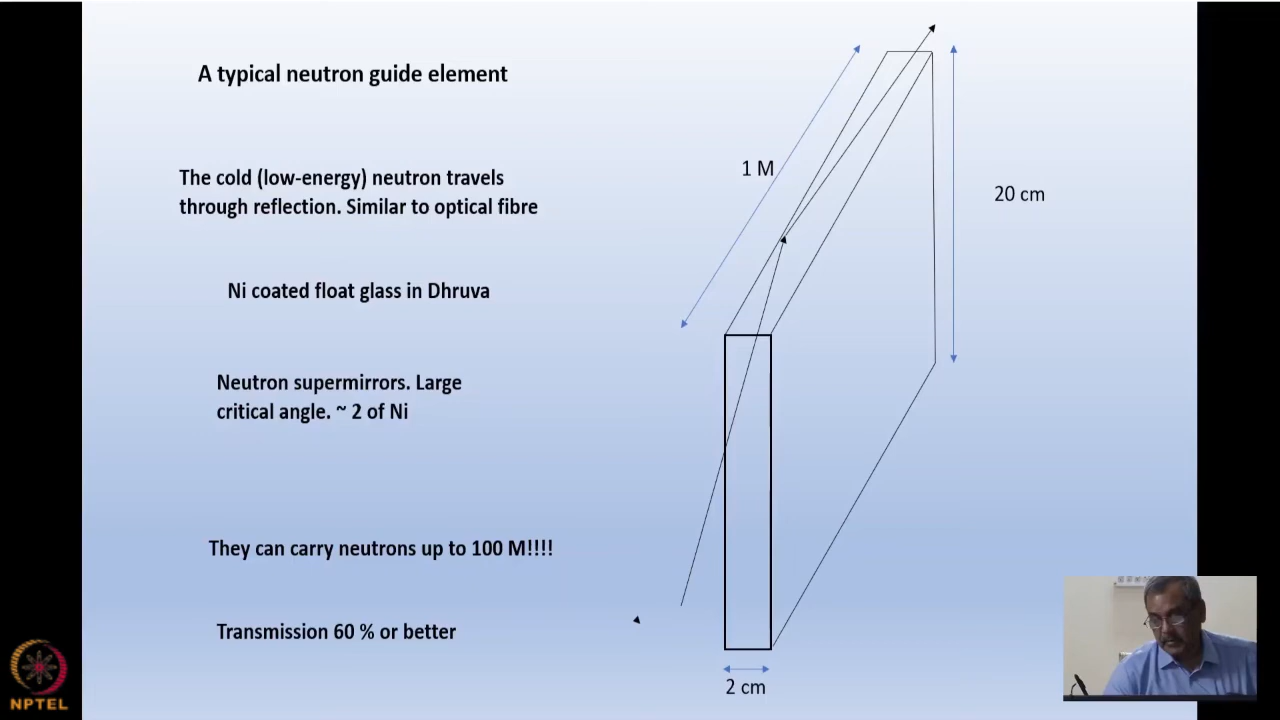 A typical neutron guide element
The cold (low-energy) neutron travels
through reflection. Similar to optical fibre
Ni coated float glass in Dhruva
Neutron supermirrors. Large
critical angle. ~ 2 of Ni
They can carry neutrons up to 100 M!!!!
Transmission 60 % or better
1 M
20 cm
2 cm
NPTEL